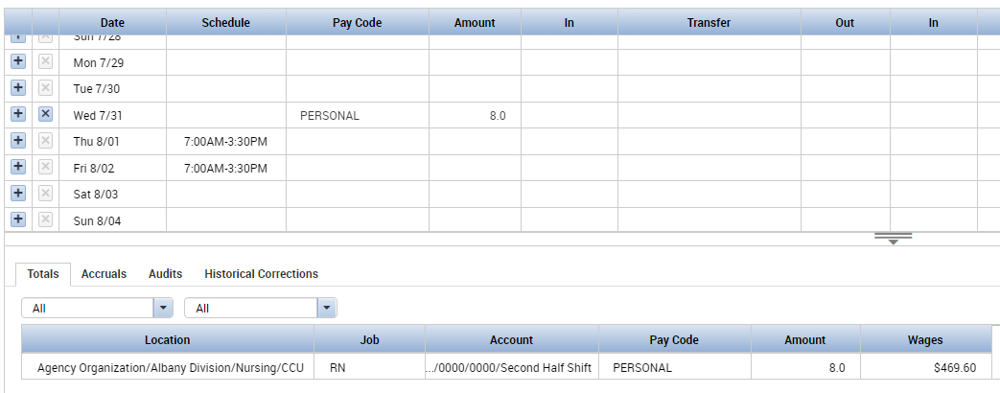 Date Schedule Pay Code Amount In Transfer Out In
Sun 7/28
Mon 7/29
Tue 7/30
Wed 7/31 PERSONAL 8.0
Thu 8/01 7:00AM-3:30PM
Fri 8/02 7:00AM-3:30PM
Sat 8/03
Sun 8/04
Totals Accruals Audits Historical Corrections
All All
Location Job Account Pay Code Amount Wages
Agency Organization/Albany Division/Nursing/CCU RN .../0000/0000/Second Half Shift PERSONAL 8.0 $469.60